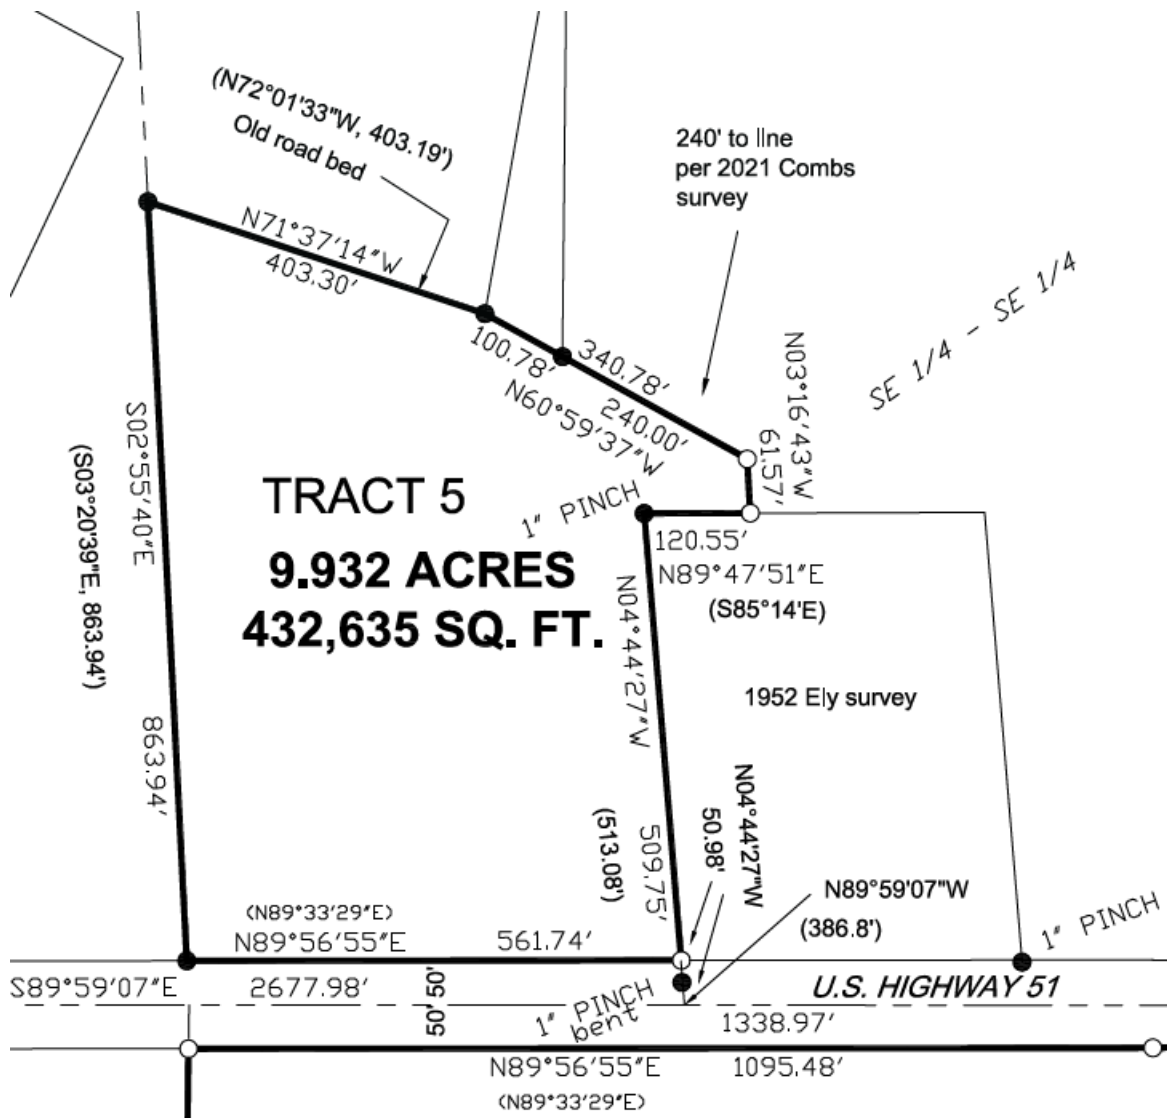 (N72°01'33"W, 403.19')
Old road bed
240' to line
per 2021 Combs
survey
N71°37'14"W
403.30'
100.78'
340.78'
240.00'
N60°59'37"W
N03°16'43"W
61.57'
SE 1/4 - SE 1/4
S02°55'40"E
863.94'
(S03°20'39"E, 863.94')
TRACT 5
9.932 ACRES
432,635 SQ. FT.
1" PINCH
120.55'
N89°47'51"E
(S85°14'E)
N04°44'27"W
509.75'
(513.08')
1952 Ely survey
N04°44'27"W
50.98'
N89°59'07"W
(386.8')
1" PINCH
(N89°33'29"E)
N89°56'55"E
561.74'
S89°59'07"E
2677.98'
50' 50'
1" PINCH
bent
U.S. HIGHWAY 51
1338.97'
N89°56'55"E
1095.48'
(N89°33'29"E)